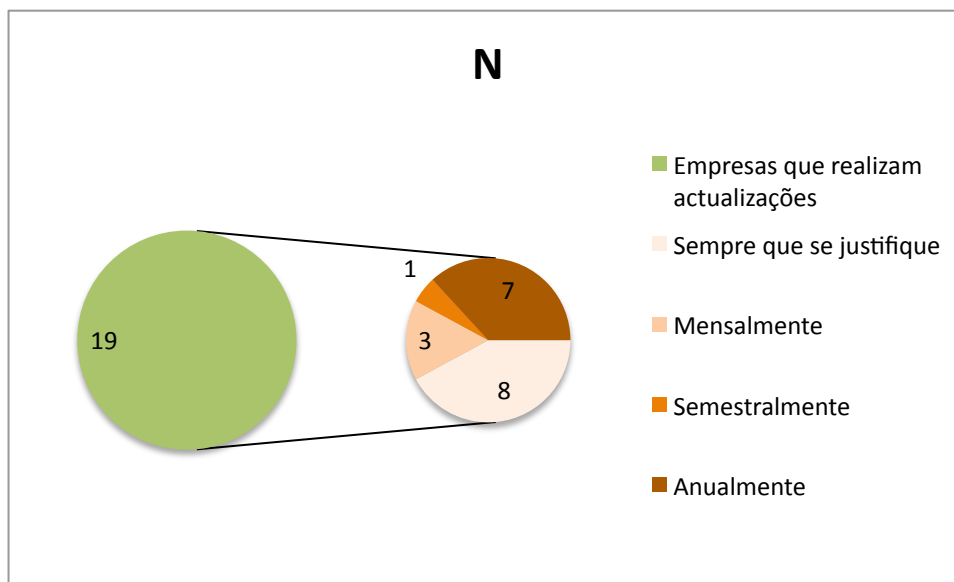 N
19
1
7
3
8
Empresas que realizam
actualizações
Sempre que se justifique
Mensalmente
Semestralmente
Anualmente